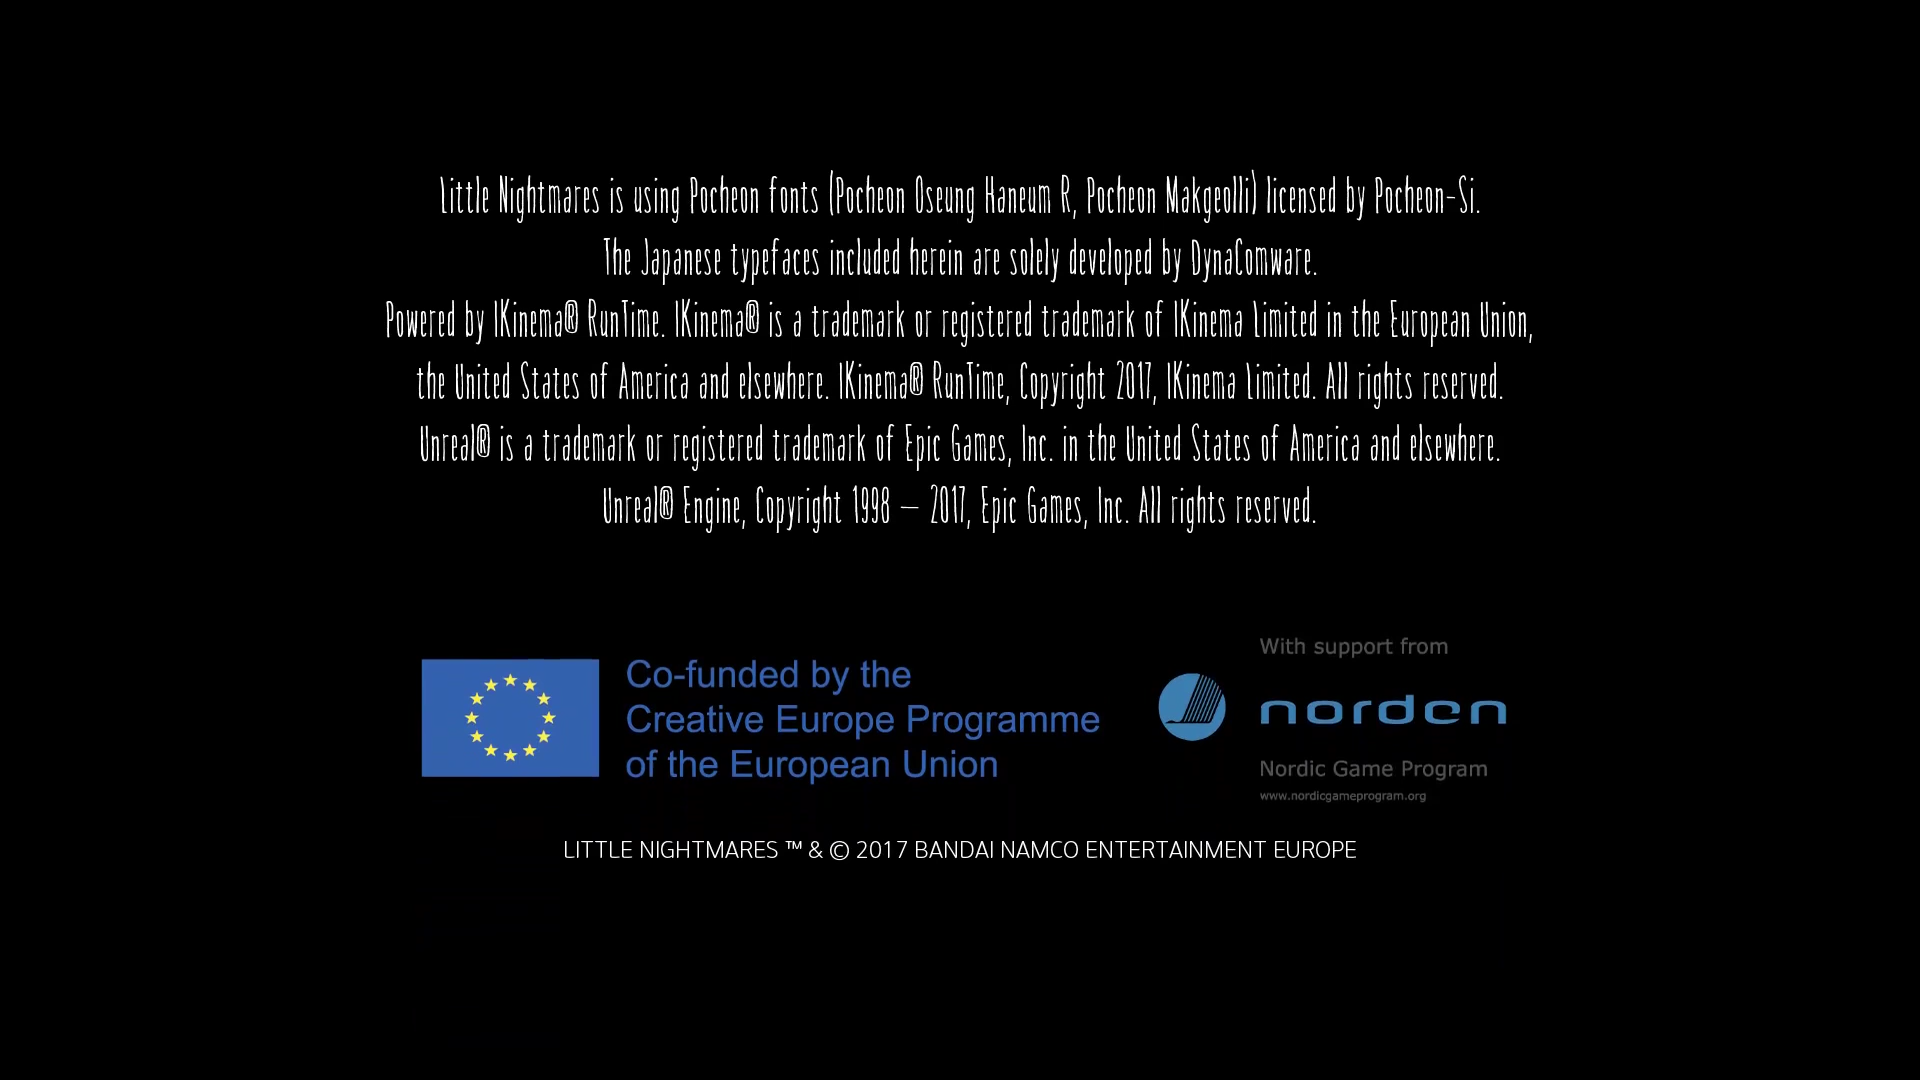 Little Nightmares is using Pocheon fonts (Pocheon Oseung Haneum R, Pocheon Makgeolli) licensed by Pocheon-Si.
The Japanese typefaces included herein are solely developed by DynaComware.
Powered by IKinema® RunTime. IKinema® is a trademark or registered trademark of IKinema Limited in the European Union,
the United States of America and elsewhere. IKinema® RunTime, Copyright 2017, IKinema Limited. All rights reserved.
Unreal® is a trademark or registered trademark of Epic Games, Inc. in the United States of America and elsewhere.
Unreal® Engine, Copyright 1998 – 2017, Epic Games, Inc. All rights reserved.
Co-funded by the
Creative Europe Programme
of the European Union
With support from
norden
Nordic Game Program
www.nordicgameprogram.org
LITTLE NIGHTMARES ™ & © 2017 BANDAI NAMCO ENTERTAINMENT EUROPE